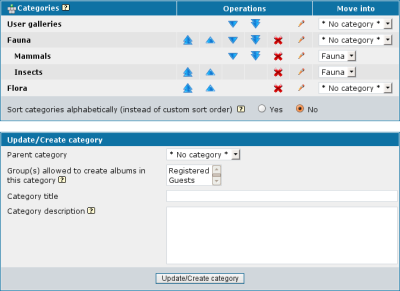 Categories ? Operations Move into
User galleries * No category *
Fauna * No category *
Mammals Fauna
Insects Fauna
Flora * No category *
Sort categories alphabetically (instead of custom sort order) ? Yes No
Update/Create category
Parent category * No category *
Group(s) allowed to create albums in this category ? Registered Guests
Category title
Category description ?
Update/Create category